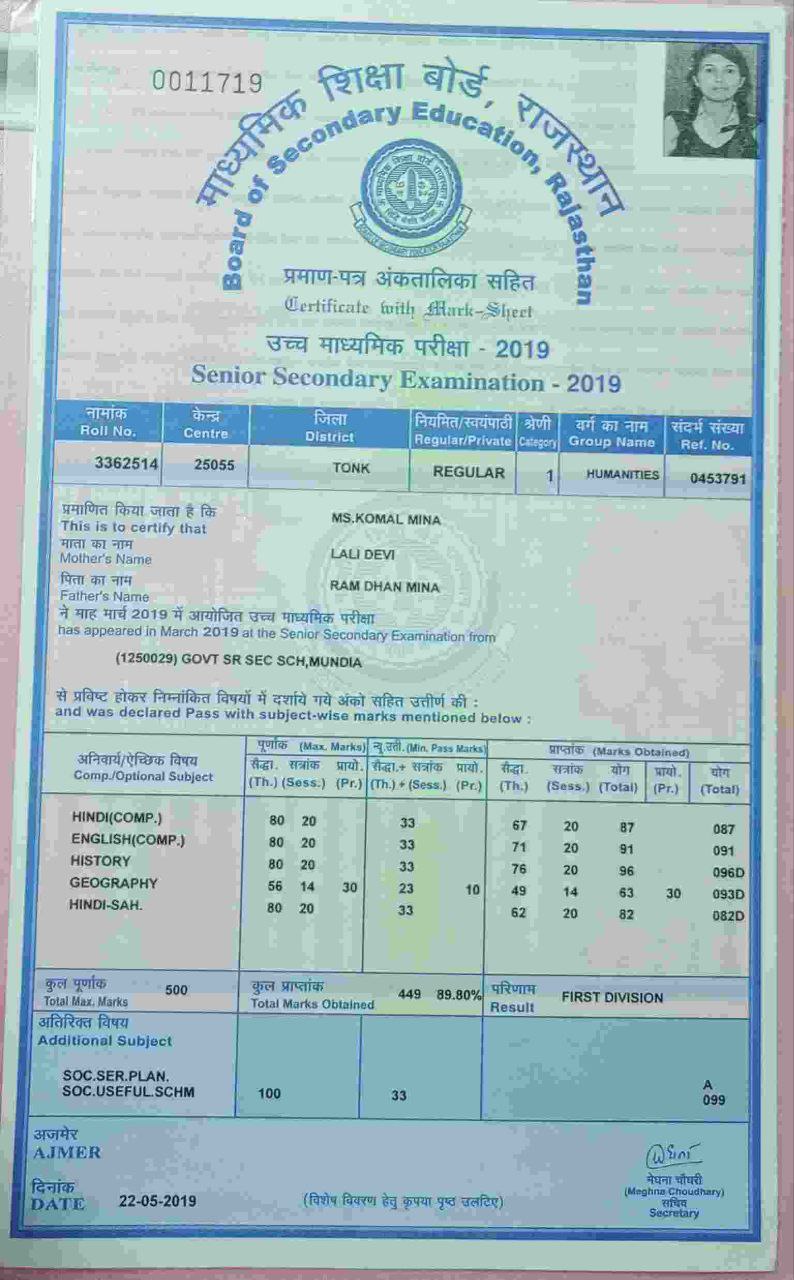 0011719
माध्यमिक शिक्षा बोर्ड, राजस्थान
Board of Secondary Education, Rajasthan
प्रमाण-पत्र अंकतालिका सहित
Certificate with Mark-Sheet
उच्च माध्यमिक परीक्षा - 2019
Senior Secondary Examination - 2019
नामांक केन्द्र जिला नियमित/स्वयंपाठी श्रेणी वर्ग का नाम संदर्भ संख्या
Roll No. Centre District Regular/Private Category Group Name Ref. No.
3362514 25055 TONK REGULAR 1 HUMANITIES 0453791
प्रमाणित किया जाता है कि
This is to certify that MS.KOMAL MINA
माता का नाम
Mother's Name LALI DEVI
पिता का नाम
Father's Name RAM DHAN MINA
ने माह मार्च 2019 में आयोजित उच्च माध्यमिक परीक्षा
has appeared in March 2019 at the Senior Secondary Examination from
(1250029) GOVT SR SEC SCH,MUNDIA
से प्रविष्ट होकर निम्नांकित विषयों में दर्शाये गये अंको सहित उत्तीर्ण की :
and was declared Pass with subject-wise marks mentioned below :
अनिवार्य/ऐच्छिक विषय
Comp./Optional Subject
पूर्णांक (Max. Marks) न्यू.उत्ती. (Min. Pass Marks) प्राप्तांक (Marks Obtained)
सैद्धा. सत्रांक प्रायो. सैद्धा.+ सत्रांक प्रायो. सैद्धा. सत्रांक योग प्रायो. योग
(Th.) (Sess.) (Pr.) (Th.) + (Sess.) (Pr.) (Th.) (Sess.) (Total) (Pr.) (Total)
HINDI(COMP.) 80 20 33 67 20 87 087
ENGLISH(COMP.) 80 20 33 71 20 91 091
HISTORY 80 20 33 76 20 96 096D
GEOGRAPHY 56 14 30 23 10 49 14 63 30 093D
HINDI-SAH. 80 20 33 62 20 82 082D
कुल पूर्णांक 500 कुल प्राप्तांक 449 89.80% परिणाम FIRST DIVISION
Total Max. Marks Total Marks Obtained Result
अतिरिक्त विषय
Additional Subject
SOC.SER.PLAN. A
SOC.USEFUL.SCHM 100 33 099
अजमेर
AJMER
दिनांक
DATE 22-05-2019
(विशेष विवरण हेतु कृपया पृष्ठ उलटिए)
मेघना चौधरी
(Meghna Choudhary)
सचिव
Secretary